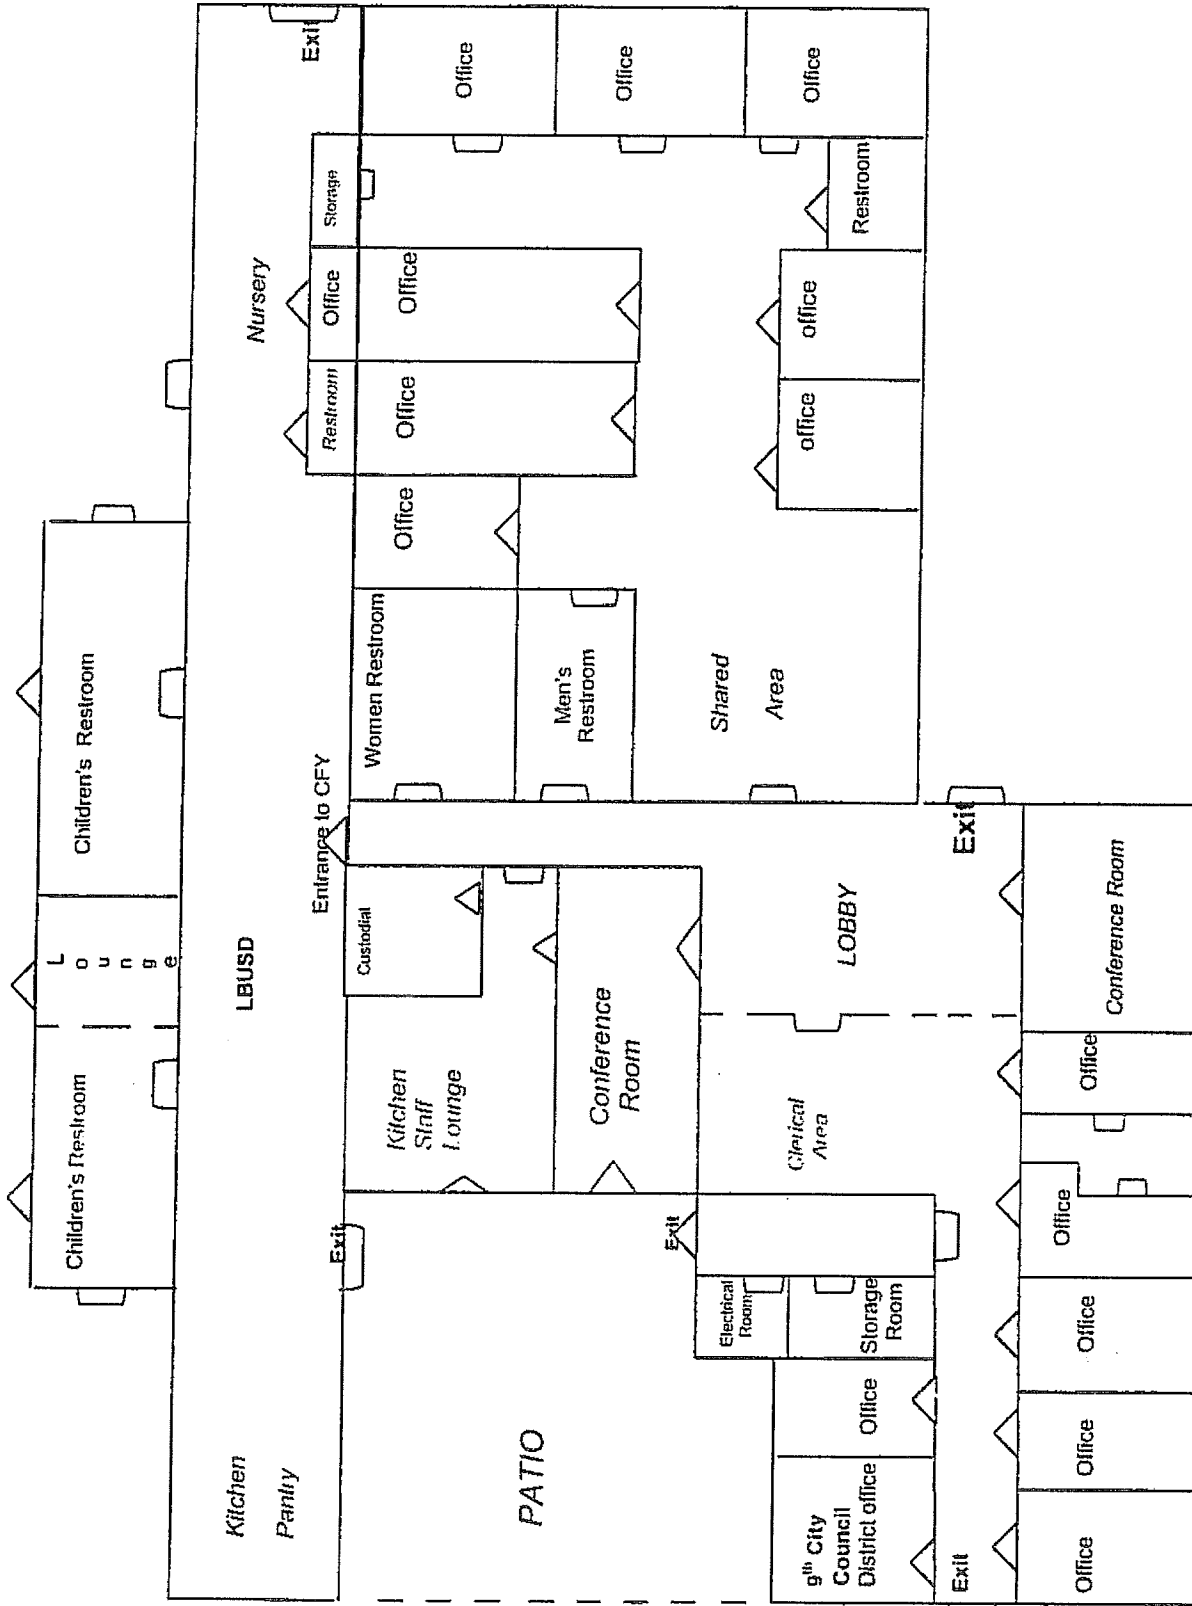 Children's Restroom
L
o
u
n
g
e
Children's Restroom
Kitchen
Pantry
LBUSD
Nursery
Exit
Exit
Entrance to CFY
Restroom
Office
Storage
PATIO
Kitchen
Staff
Lounge
Custodial
Women Restroom
Office
Office
Office
Office
Conference
Room
Men's
Restroom
Office
Exit
Electrical
Room
Storage
Room
Clerical
Area
LOBBY
Shared
Area
office
office
Restroom
Office
9th City
Council
District office
Office
Exit
Exit
Office
Office
Office
Office
Office
Conference Room